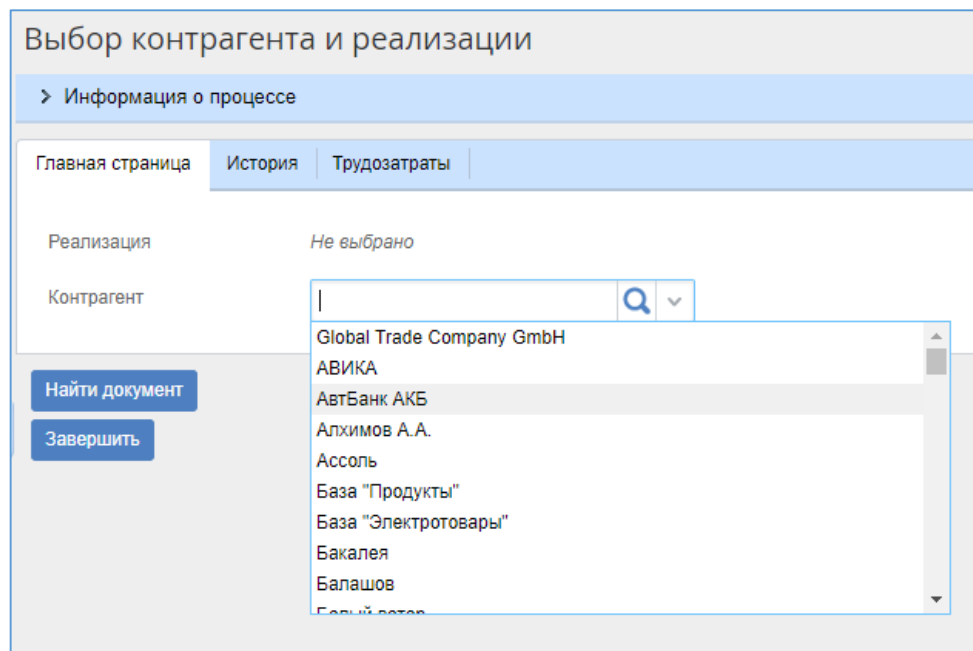 Выбор контрагента и реализации
Информация о процессе
Главная страница История Трудозатраты
Реализация Не выбрано
Контрагент
Global Trade Company GmbH
АВИКА
АвтБанк АКБ
Алхимов А.А.
Ассоль
База "Продукты"
База "Электротовары"
Бакалея
Балашов
Найти документ
Завершить